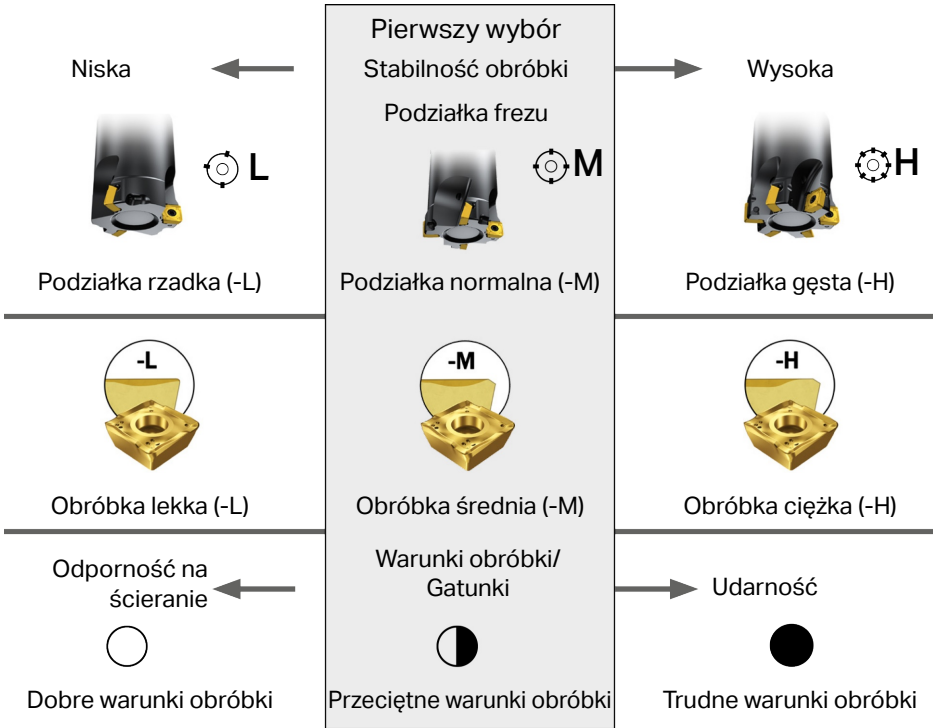 Pierwszy wybór
Niska
Stabilność obróbki
Wysoka
Podziałka frezu
L
M
H
Podziałka rzadka (-L)
Podziałka normalna (-M)
Podziałka gęsta (-H)
-L
-M
-H
Obróbka lekka (-L)
Obróbka średnia (-M)
Obróbka ciężka (-H)
Odporność na
ścieranie
Warunki obróbki/
Gatunki
Udarność
Dobre warunki obróbki
Przeciętne warunki obróbki
Trudne warunki obróbki